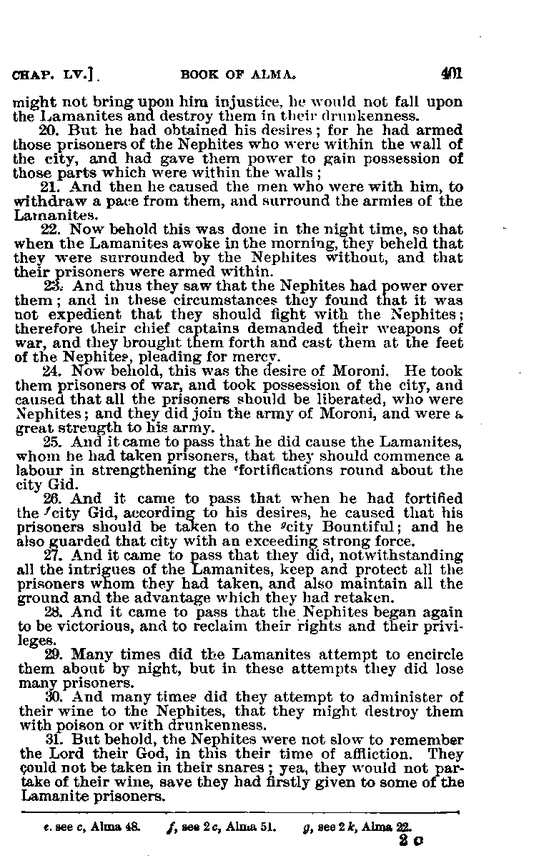 CHAP. LV.] BOOK OF ALMA. 401
might not bring upon him injustice, he would not fall upon
the Lamanites and destroy them in their drunkenness.
20. But he had obtained his desires; for he had armed
those prisoners of the Nephites who were within the wall of
the city, and had gave them power to gain possession of
those parts which were within the walls;
21. And then he caused the men who were with him, to
withdraw a pace from them, and surround the armies of the
Lamanites.
22. Now behold this was done in the night time, so that
when the Lamanites awoke in the morning, they beheld that
they were surrounded by the Nephites without, and that
their prisoners were armed within.
23. And thus they saw that the Nephites had power over
them; and in these circumstances they found that it was
not expedient that they should fight with the Nephites;
therefore their chief captains demanded their weapons of
war, and they brought them forth and cast them at the feet
of the Nephites, pleading for mercy.
24. Now behold, this was the desire of Moroni. He took
them prisoners of war, and took possession of the city, and
caused that all the prisoners should be liberated, who were
Nephites; and they did join the army of Moroni, and were a
great strength to his army.
25. And it came to pass that he did cause the Lamanites,
whom he had taken prisoners, that they should commence a
labour in strengthening the ᵉfortifications round about the
city Gid.
26. And it came to pass that when he had fortified
the ᶠcity Gid, according to his desires, he caused that his
prisoners should be taken to the ᵍcity Bountiful; and he
also guarded that city with an exceeding strong force.
27. And it came to pass that they did, notwithstanding
all the intrigues of the Lamanites, keep and protect all the
prisoners whom they had taken, and also maintain all the
ground and the advantage which they had retaken.
28. And it came to pass that the Nephites began again
to be victorious, and to reclaim their rights and their privi-
leges.
29. Many times did the Lamanites attempt to encircle
them about by night, but in these attempts they did lose
many prisoners.
30. And many times did they attempt to administer of
their wine to the Nephites, that they might destroy them
with poison or with drunkenness.
31. But behold, the Nephites were not slow to remember
the Lord their God, in this their time of affliction. They
could not be taken in their snares; yea, they would not par-
take of their wine, save they had firstly given to some of the
Lamanite prisoners.
e. see c, Alma 48. f, see 2 c, Alma 51. g, see 2 k, Alma 22.
2 C